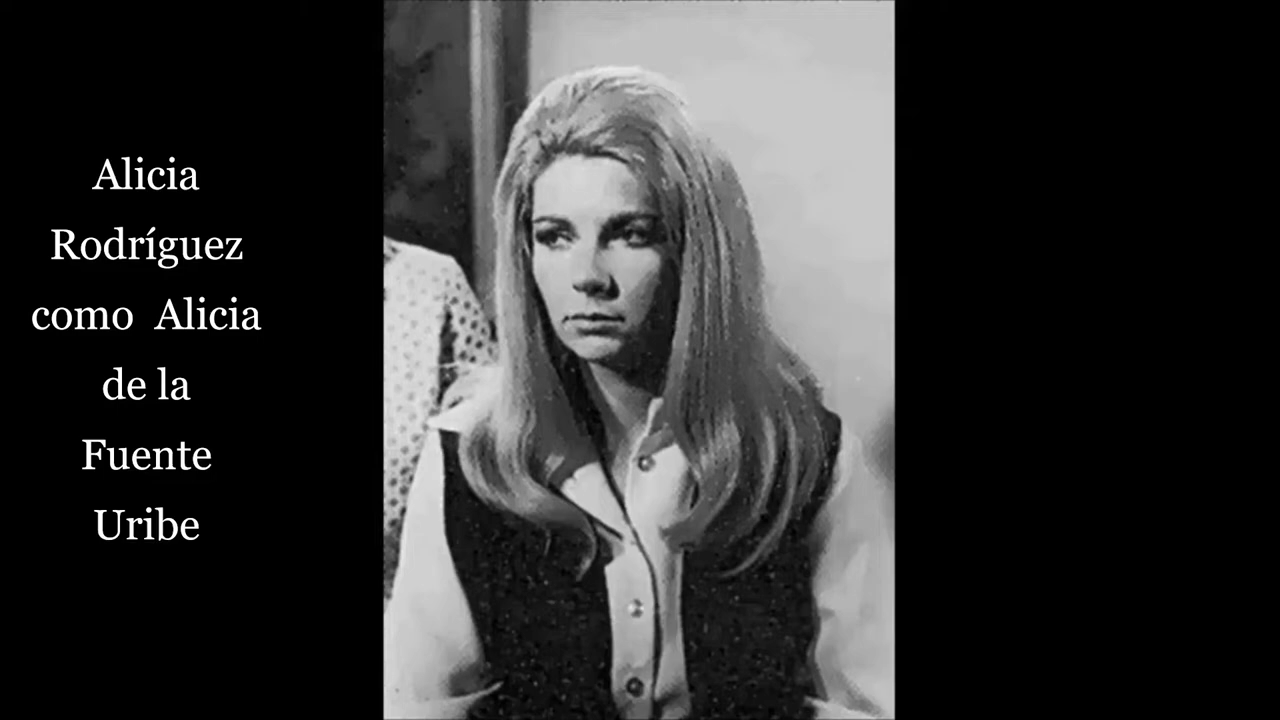 Alicia
Rodríguez
como Alicia
de la
Fuente
Uribe